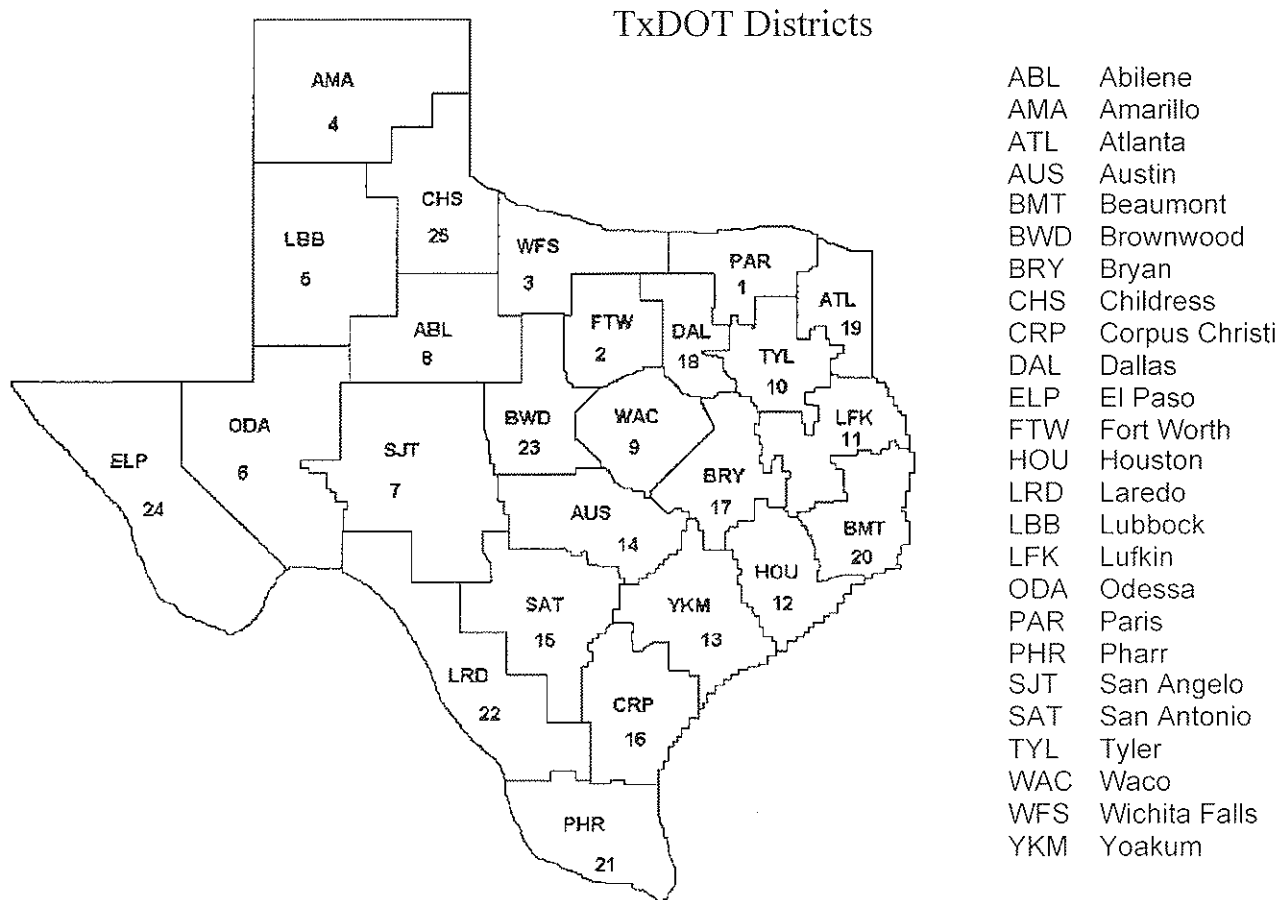 TxDOT Districts
AMA
4
CHS
25
LBB
5
WFS
3
PAR
1
ATL
19
ABL
8
FTW
2
DAL
18
TYL
10
ELP
24
ODA
6
SJT
7
BWD
23
WAC
9
LFK
11
BRY
17
AUS
14
BMT
20
HOU
12
SAT
15
YKM
13
LRD
22
CRP
16
PHR
21
ABL Abilene
AMA Amarillo
ATL Atlanta
AUS Austin
BMT Beaumont
BWD Brownwood
BRY Bryan
CHS Childress
CRP Corpus Christi
DAL Dallas
ELP El Paso
FTW Fort Worth
HOU Houston
LRD Laredo
LBB Lubbock
LFK Lufkin
ODA Odessa
PAR Paris
PHR Pharr
SJT San Angelo
SAT San Antonio
TYL Tyler
WAC Waco
WFS Wichita Falls
YKM Yoakum